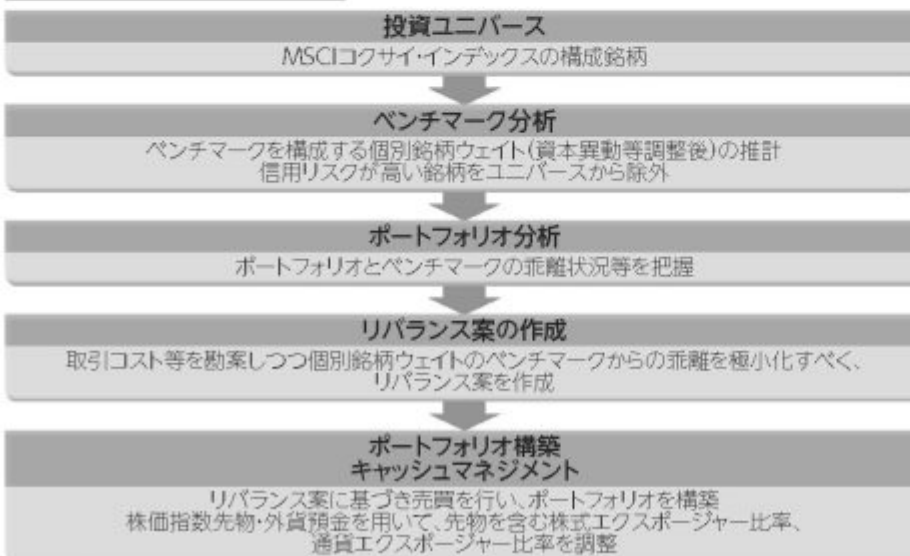 投資ユニバース
MSCIコクサイ・インデックスの構成銘柄
ベンチマーク分析
ベンチマークを構成する個別銘柄ウェイト(資本異動等調整後)の推計
信用リスクが高い銘柄をユニバースから除外
ポートフォリオ分析
ポートフォリオとベンチマークの乖離状況等を把握
リバランス案の作成
取引コスト等を勘案しつつ個別銘柄ウェイトのベンチマークからの乖離を極小化すべく、
リバランス案を作成
ポートフォリオ構築
キャッシュマネジメント
リバランス案に基づき売買を行い、ポートフォリオを構築
株価指数先物・外貨預金を用いて、先物を含む株式エクスポージャー比率、
通貨エクスポージャー比率を調整